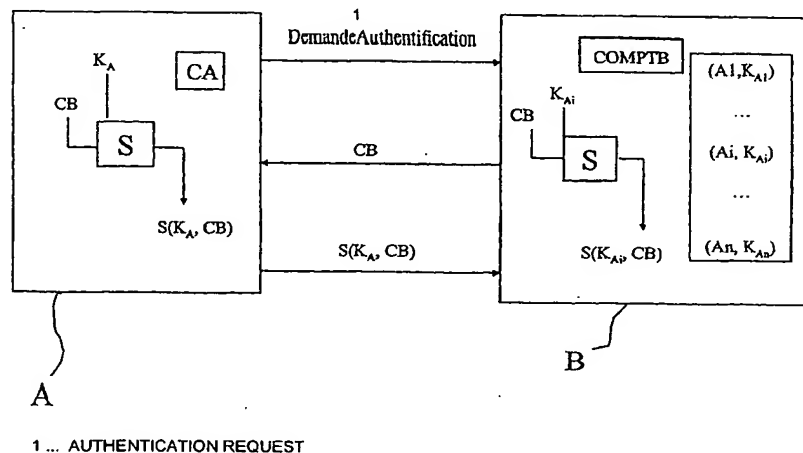 1
DemandeAuthentification
K_A
CA
CB
S
S(K_A, CB)
CB
S(K_A, CB)
COMPTB
K_Ai
CB
S
S(K_Ai, CB)
(A1,K_A1)
...
(Ai, K_Ai)
...
(An, K_An)
A
B
1 ... AUTHENTICATION REQUEST